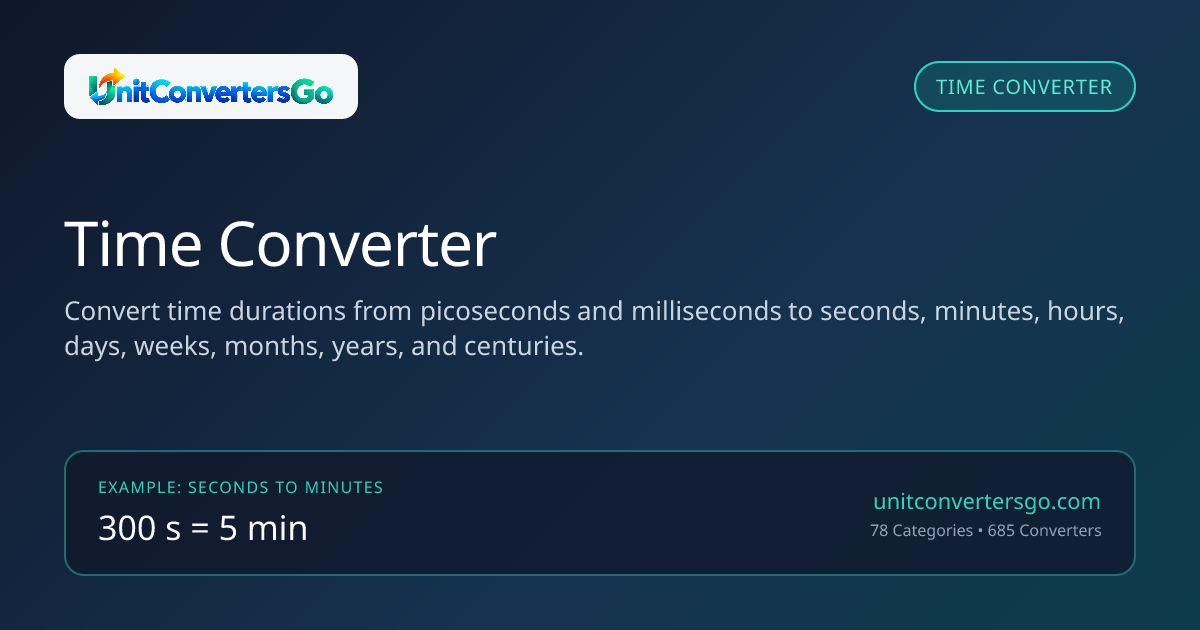 UnitConvertersGo
TIME CONVERTER
Time Converter
Convert time durations from picoseconds and milliseconds to seconds, minutes, hours,
days, weeks, months, years, and centuries.
EXAMPLE: SECONDS TO MINUTES
300 s = 5 min
unitconvertersgo.com
78 Categories • 685 Converters